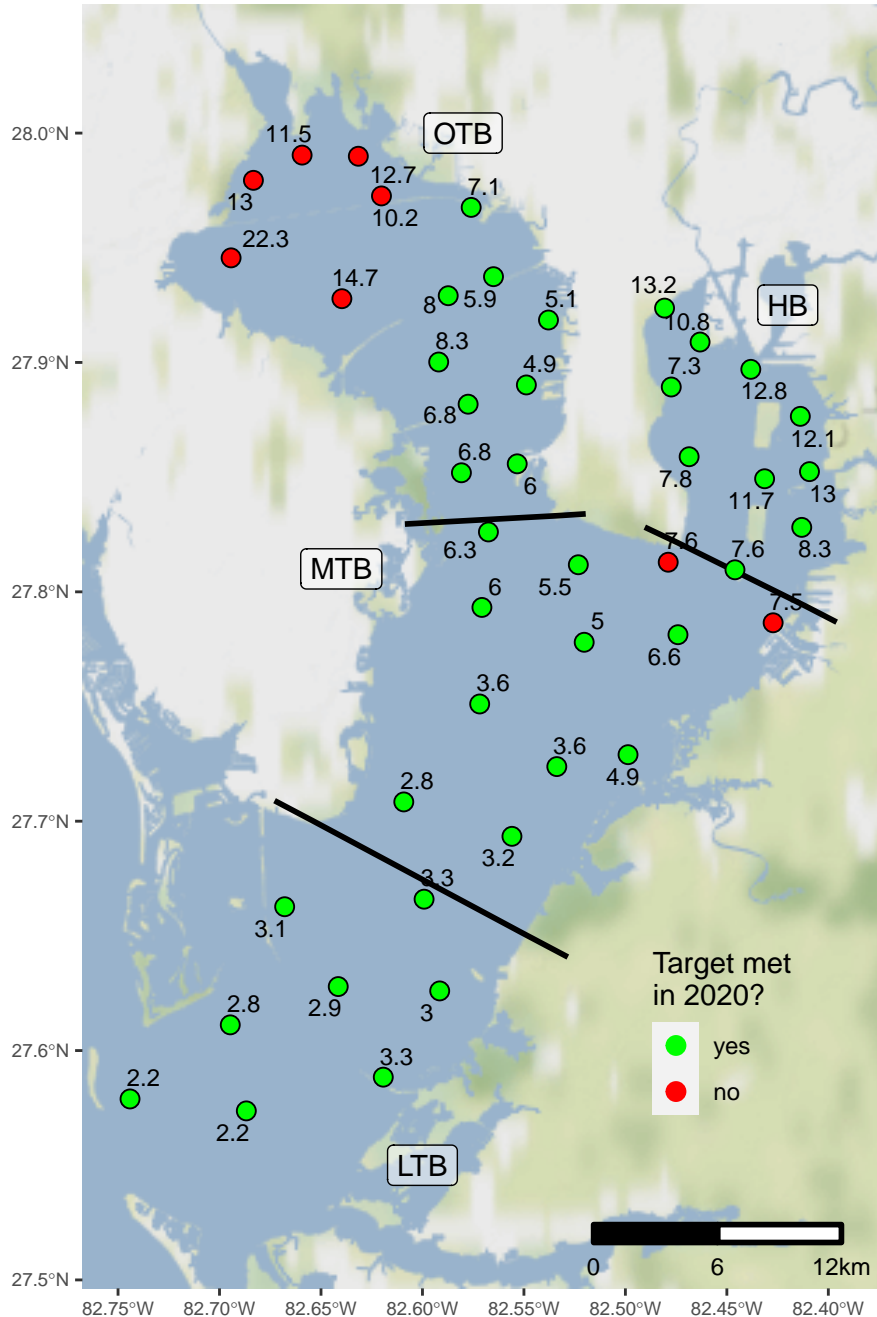 28.0°N
27.9°N
27.8°N
27.7°N
27.6°N
27.5°N
OTB
11.5
12.7
13
10.2
7.1
22.3
14.7
8
5.9
5.1
13.2
HB
10.8
8.3
4.9
7.3
12.8
6.8
12.1
6.8
6
7.8
11.7
13
6.3
7.6
7.6
8.3
MTB
5.5
6
7.5
5
6.6
3.6
3.6
4.9
2.8
3.2
3.3
3.1
2.9
3
2.8
3.3
2.2
2.2
LTB
Target met
in 2020?
yes
no
0 6 12km
82.75°W 82.70°W 82.65°W 82.60°W 82.55°W 82.50°W 82.45°W 82.40°W